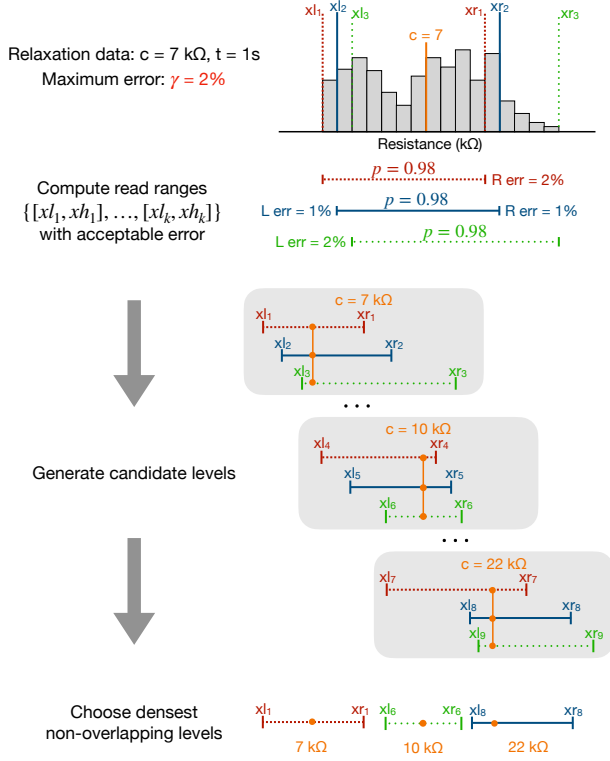 xl₁ xl₂ xl₃ xr₁ xr₂ xr₃
c = 7
Relaxation data: c = 7 kΩ, t = 1s
Maximum error: γ = 2%
Resistance (kΩ)
p = 0.98 R err = 2%
Compute read ranges
{[xl₁, xh₁], …, [xlₖ, xhₖ]}
with acceptable error
L err = 1% p = 0.98 R err = 1%
L err = 2% p = 0.98
c = 7 kΩ
xl₁ xr₁
xl₂ xr₂
xl₃ xr₃
...
c = 10 kΩ
xl₄ xr₄
Generate candidate levels
xl₅ xr₅
xl₆ xr₆
...
c = 22 kΩ
xl₇ xr₇
xl₈ xr₈
xl₉ xr₉
Choose densest
non-overlapping levels
xl₁ xr₁ xl₆ xr₆ xl₈ xr₈
7 kΩ 10 kΩ 22 kΩ